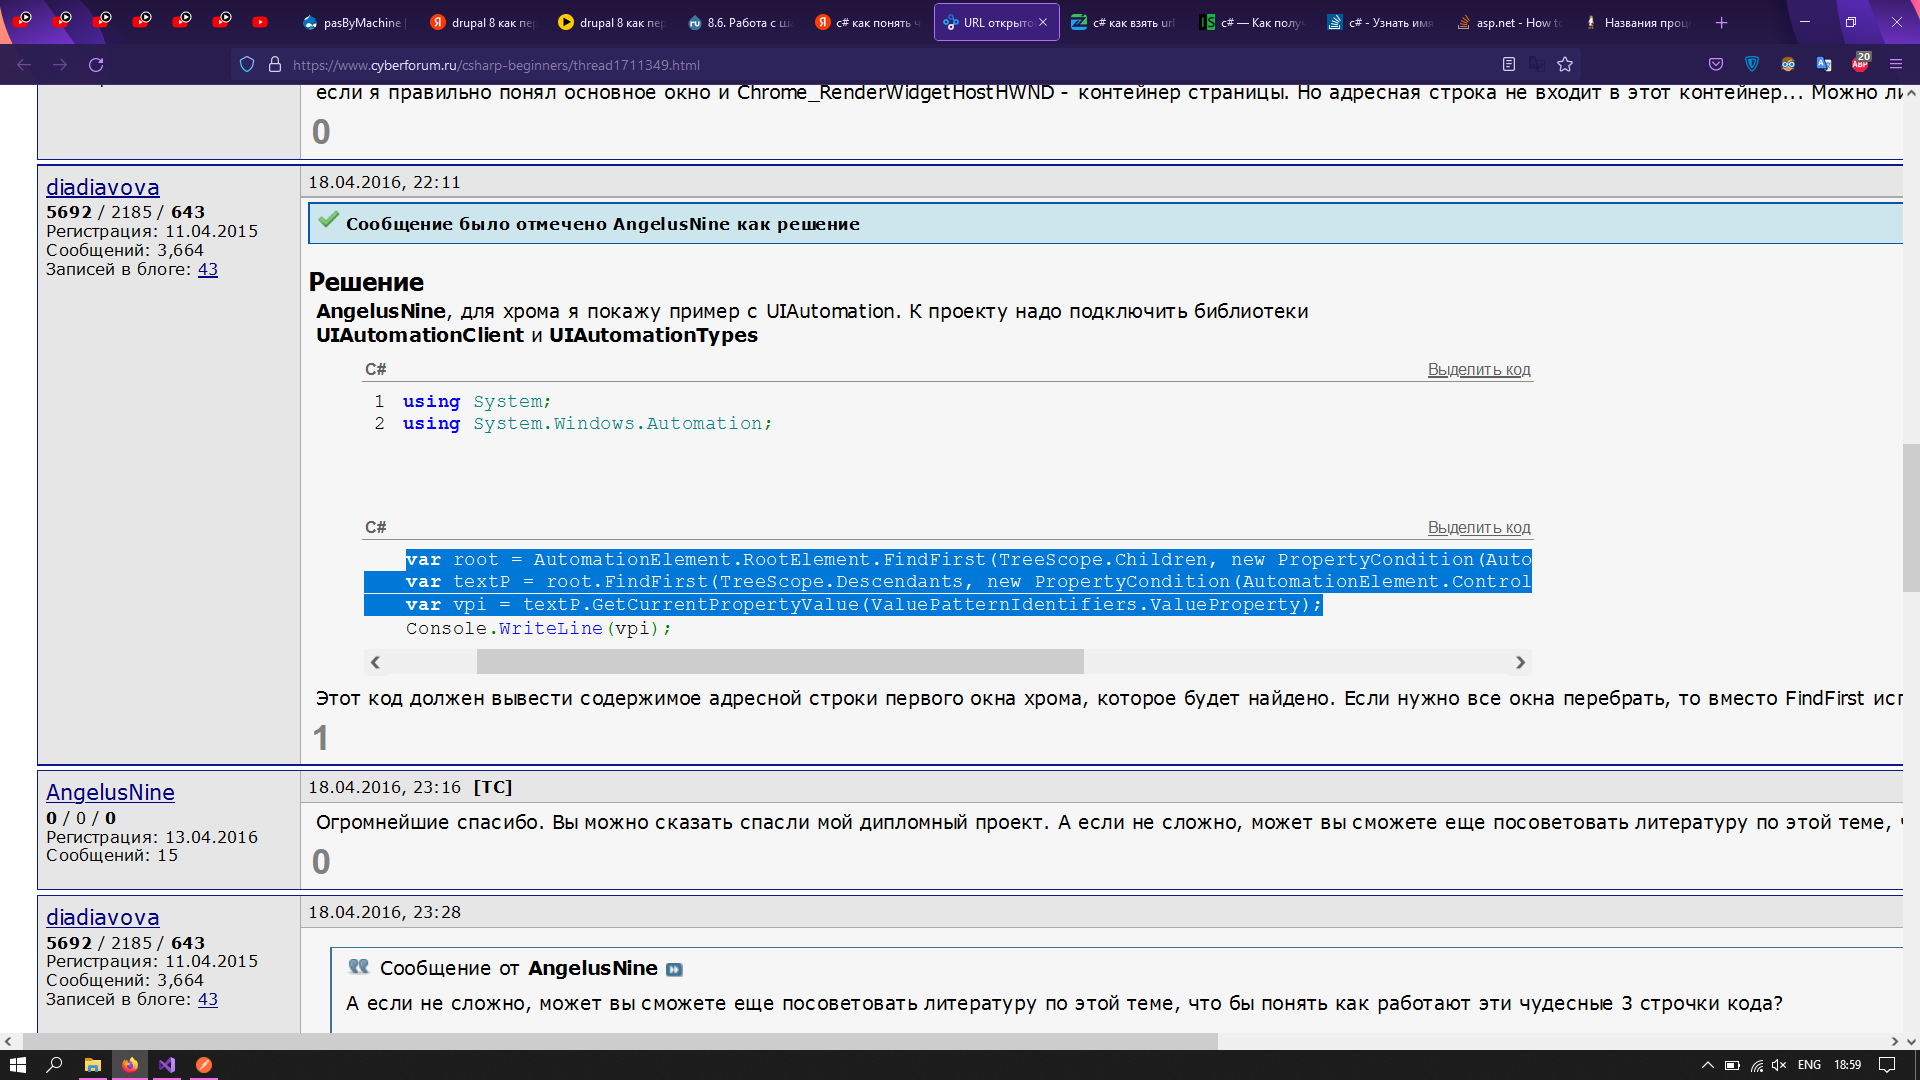 pasByMachine |
drupal 8 как пер
drupal 8 как пер
8.6. Работа с ша
c# как понять ч
URL открыто
c# как взять url
c# — Как получ
c# - Узнать имя
asp.net - How to
Названия проце
https://www.cyberforum.ru/csharp-beginners/thread1711349.html
20
ABP
если я правильно понял основное окно и Chrome_RenderWidgetHostHWND - контейнер страницы. Но адресная строка не входит в этот контейнер... Можно ли
0
diadiavova
5692 / 2185 / 643
Регистрация: 11.04.2015
Сообщений: 3,664
Записей в блоге: 43
18.04.2016, 22:11
Сообщение было отмечено AngelusNine как решение
Решение
AngelusNine, для хрома я покажу пример с UIAutomation. К проекту надо подключить библиотеки
UIAutomationClient и UIAutomationTypes
C#
Выделить код
1 using System;
2 using System.Windows.Automation;
C#
Выделить код
var root = AutomationElement.RootElement.FindFirst(TreeScope.Children, new PropertyCondition(Auto
var textP = root.FindFirst(TreeScope.Descendants, new PropertyCondition(AutomationElement.Control
var vpi = textP.GetCurrentPropertyValue(ValuePatternIdentifiers.ValueProperty);
Console.WriteLine(vpi);
Этот код должен вывести содержимое адресной строки первого окна хрома, которое будет найдено. Если нужно все окна перебрать, то вместо FindFirst исп
1
AngelusNine
0 / 0 / 0
Регистрация: 13.04.2016
Сообщений: 15
18.04.2016, 23:16 [ТС]
Огромнейшие спасибо. Вы можно сказать спасли мой дипломный проект. А если не сложно, может вы сможете еще посоветовать литературу по этой теме, ч
0
diadiavova
5692 / 2185 / 643
Регистрация: 11.04.2015
Сообщений: 3,664
Записей в блоге: 43
18.04.2016, 23:28
Сообщение от AngelusNine
А если не сложно, может вы сможете еще посоветовать литературу по этой теме, что бы понять как работают эти чудесные 3 строчки кода?
ENG
18:59